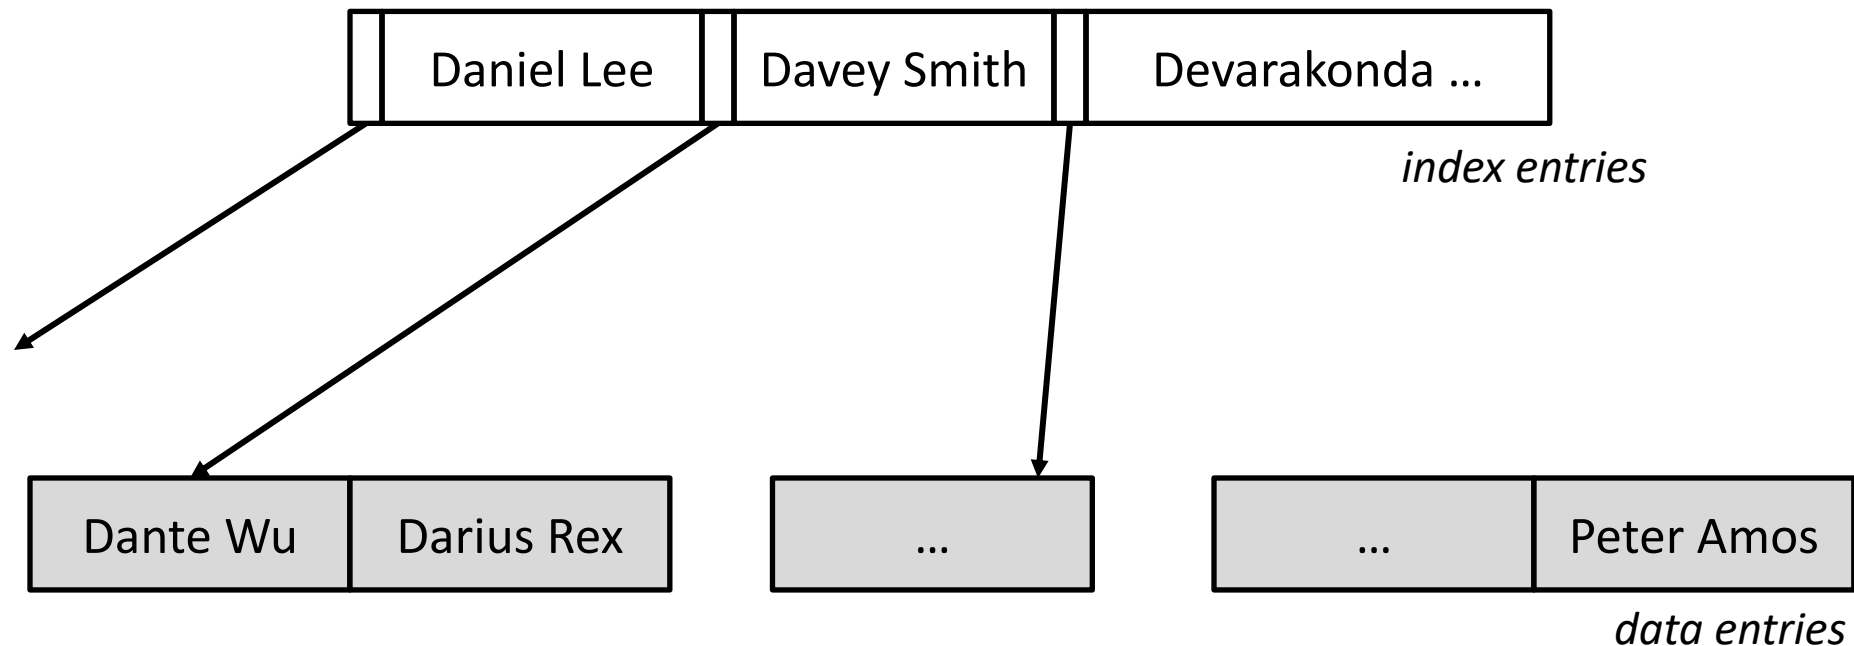 Daniel Lee Davey Smith Devarakonda ...
index entries
Dante Wu Darius Rex ... ... Peter Amos
data entries